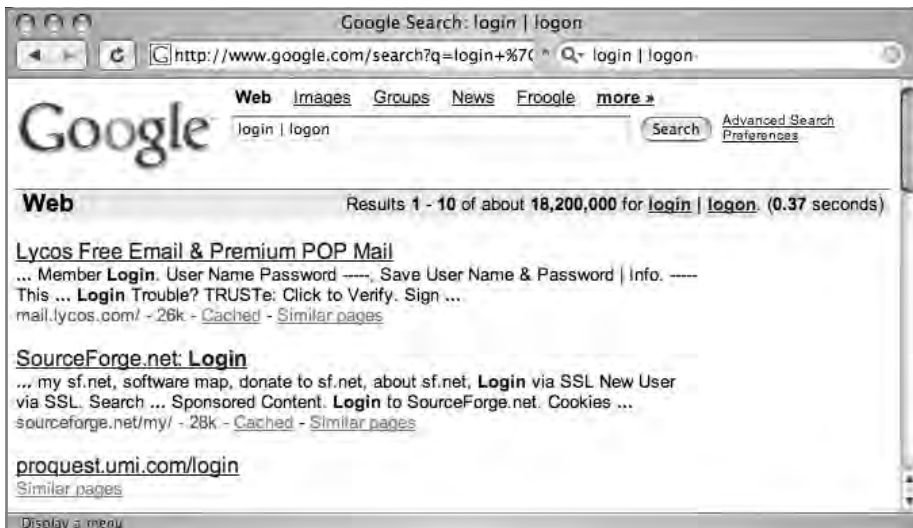 Google Search: login | logon
http://www.google.com/search?q=login+%7C login | logon
Web Images Groups News Froogle more »
Google
login | logon Search Advanced Search
Preferences
Web Results 1 - 10 of about 18,200,000 for login | logon. (0.37 seconds)
Lycos Free Email & Premium POP Mail
... Member Login. User Name Password -----, Save User Name & Password | Info. -----
This ... Login Trouble? TRUSTe: Click to Verify. Sign ...
mail.lycos.com/ - 26k - Cached - Similar pages
SourceForge.net: Login
... my sf.net, software map, donate to sf.net, about sf.net, Login via SSL New User
via SSL. Search ... Sponsored Content. Login to SourceForge.net. Cookies ...
sourceforge.net/my/ - 28k - Cached - Similar pages
proquest.umi.com/login
Similar pages
Display a menu